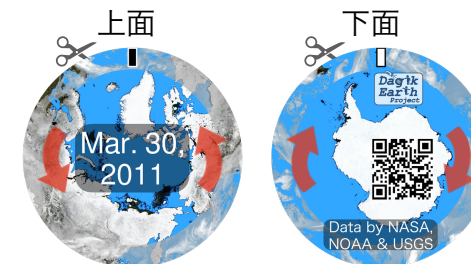 上面
下面
Mar. 30,
2011
Dagik
Earth
Project
Data by NASA,
NOAA & USGS